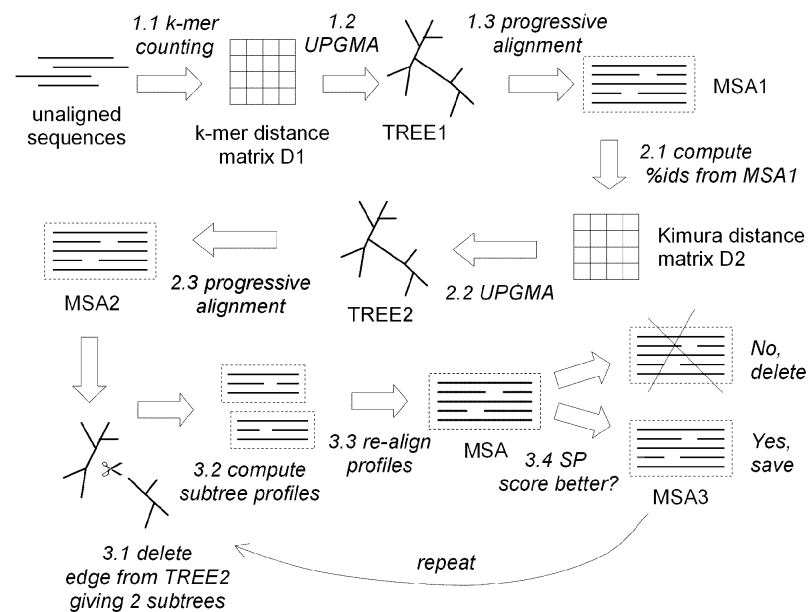 1.1 k-mer
counting
1.2
UPGMA
1.3 progressive
alignment
unaligned
sequences
k-mer distance
matrix D1
TREE1
MSA1
2.1 compute
%ids from MSA1
Kimura distance
matrix D2
2.2 UPGMA
TREE2
2.3 progressive
alignment
MSA2
3.1 delete
edge from TREE2
giving 2 subtrees
3.2 compute
subtree profiles
3.3 re-align
profiles
MSA
3.4 SP
score better?
No,
delete
Yes,
save
MSA3
repeat